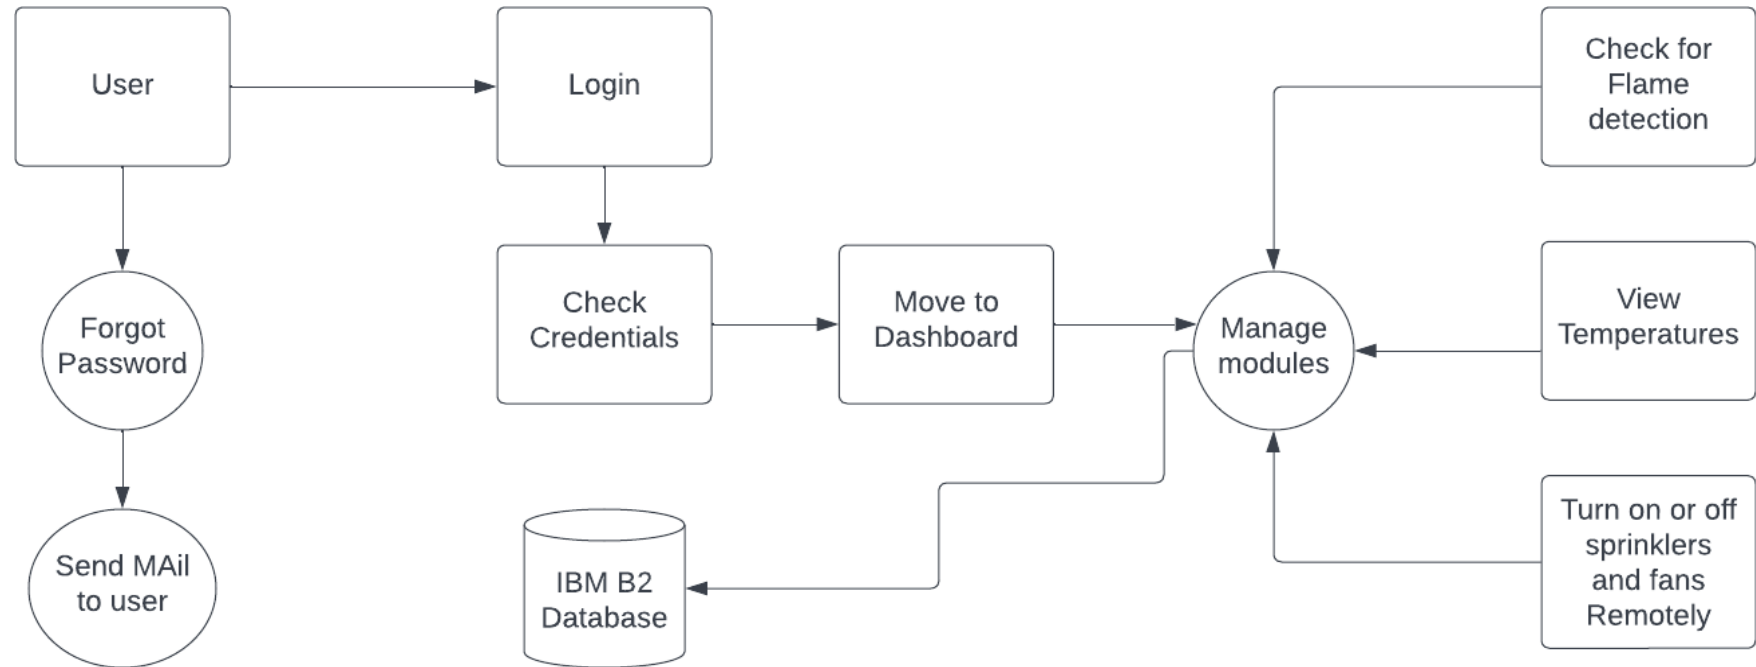 User
Login
Check for
Flame
detection
Check
Credentials
Move to
Dashboard
Manage
modules
View
Temperatures
Forgot
Password
Send MAil
to user
IBM B2
Database
Turn on or off
sprinklers
and fans
Remotely